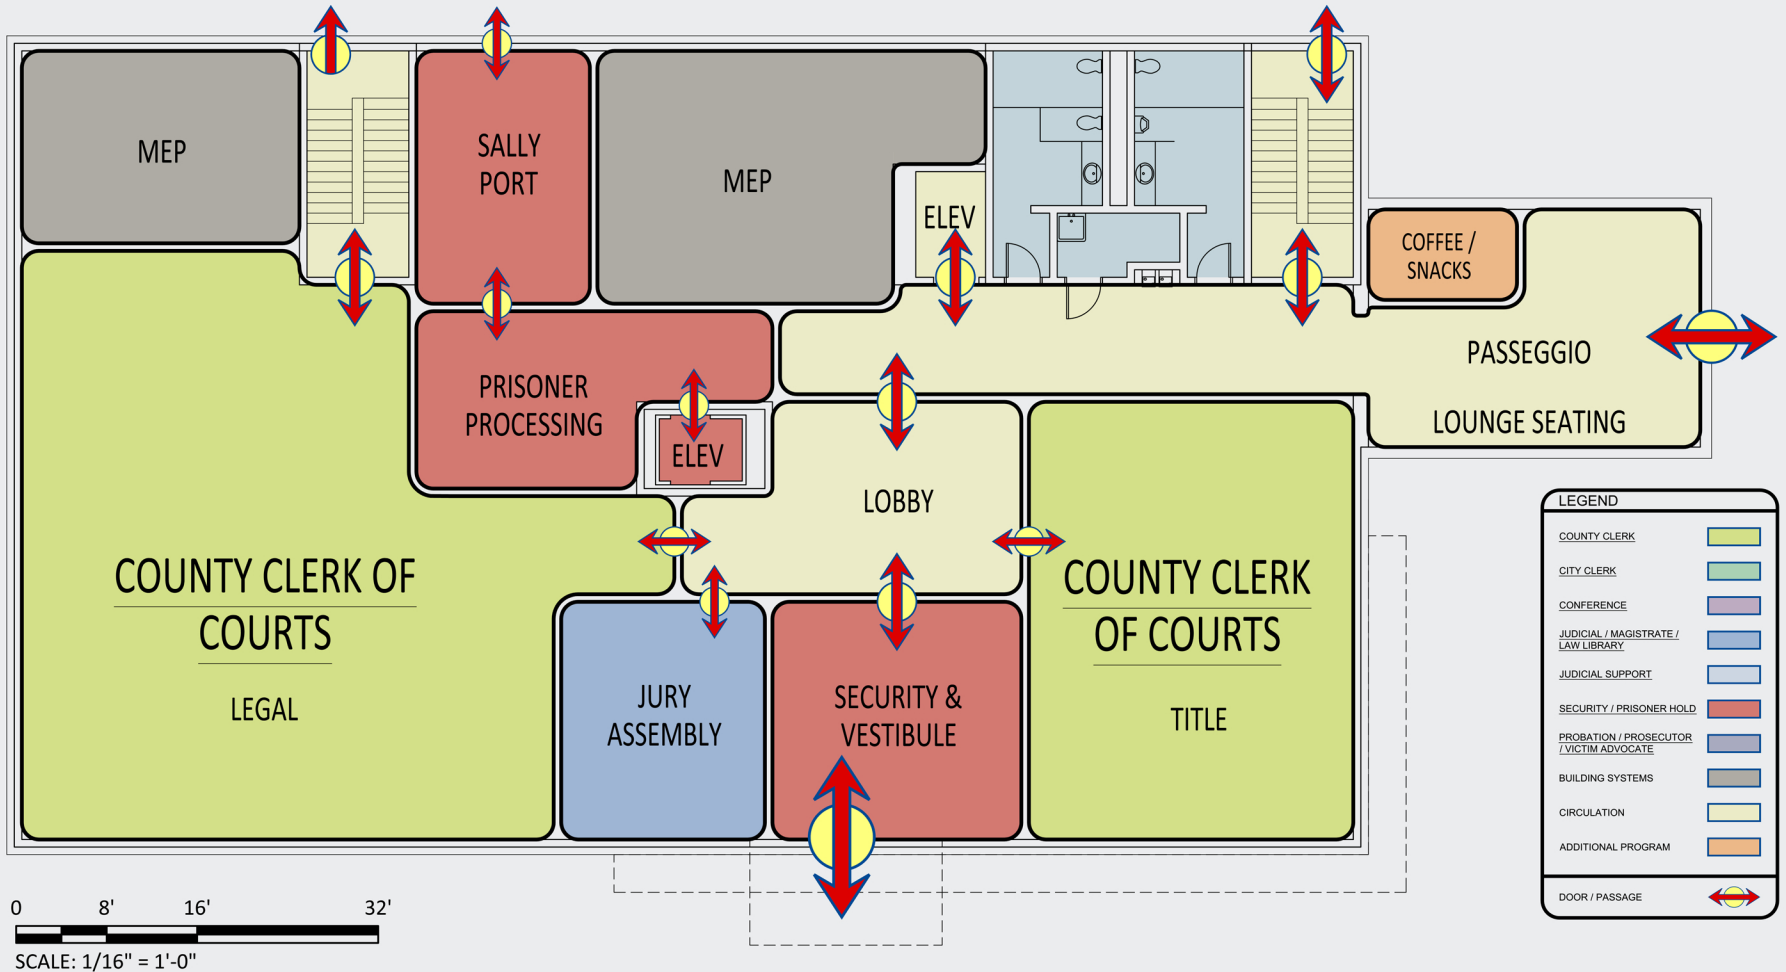 MEP
SALLY
PORT
MEP
ELEV
COFFEE /
SNACKS
PRISONER
PROCESSING
ELEV
PASSEGGIO
LOUNGE SEATING
LOBBY
COUNTY CLERK OF
COURTS
LEGAL
JURY
ASSEMBLY
SECURITY &
VESTIBULE
COUNTY CLERK
OF COURTS
TITLE
LEGEND
COUNTY CLERK
CITY CLERK
CONFERENCE
JUDICIAL / MAGISTRATE /
LAW LIBRARY
JUDICIAL SUPPORT
SECURITY / PRISONER HOLD
PROBATION / PROSECUTOR
/ VICTIM ADVOCATE
BUILDING SYSTEMS
CIRCULATION
ADDITIONAL PROGRAM
DOOR / PASSAGE
0 8' 16' 32'
SCALE: 1/16" = 1'-0"